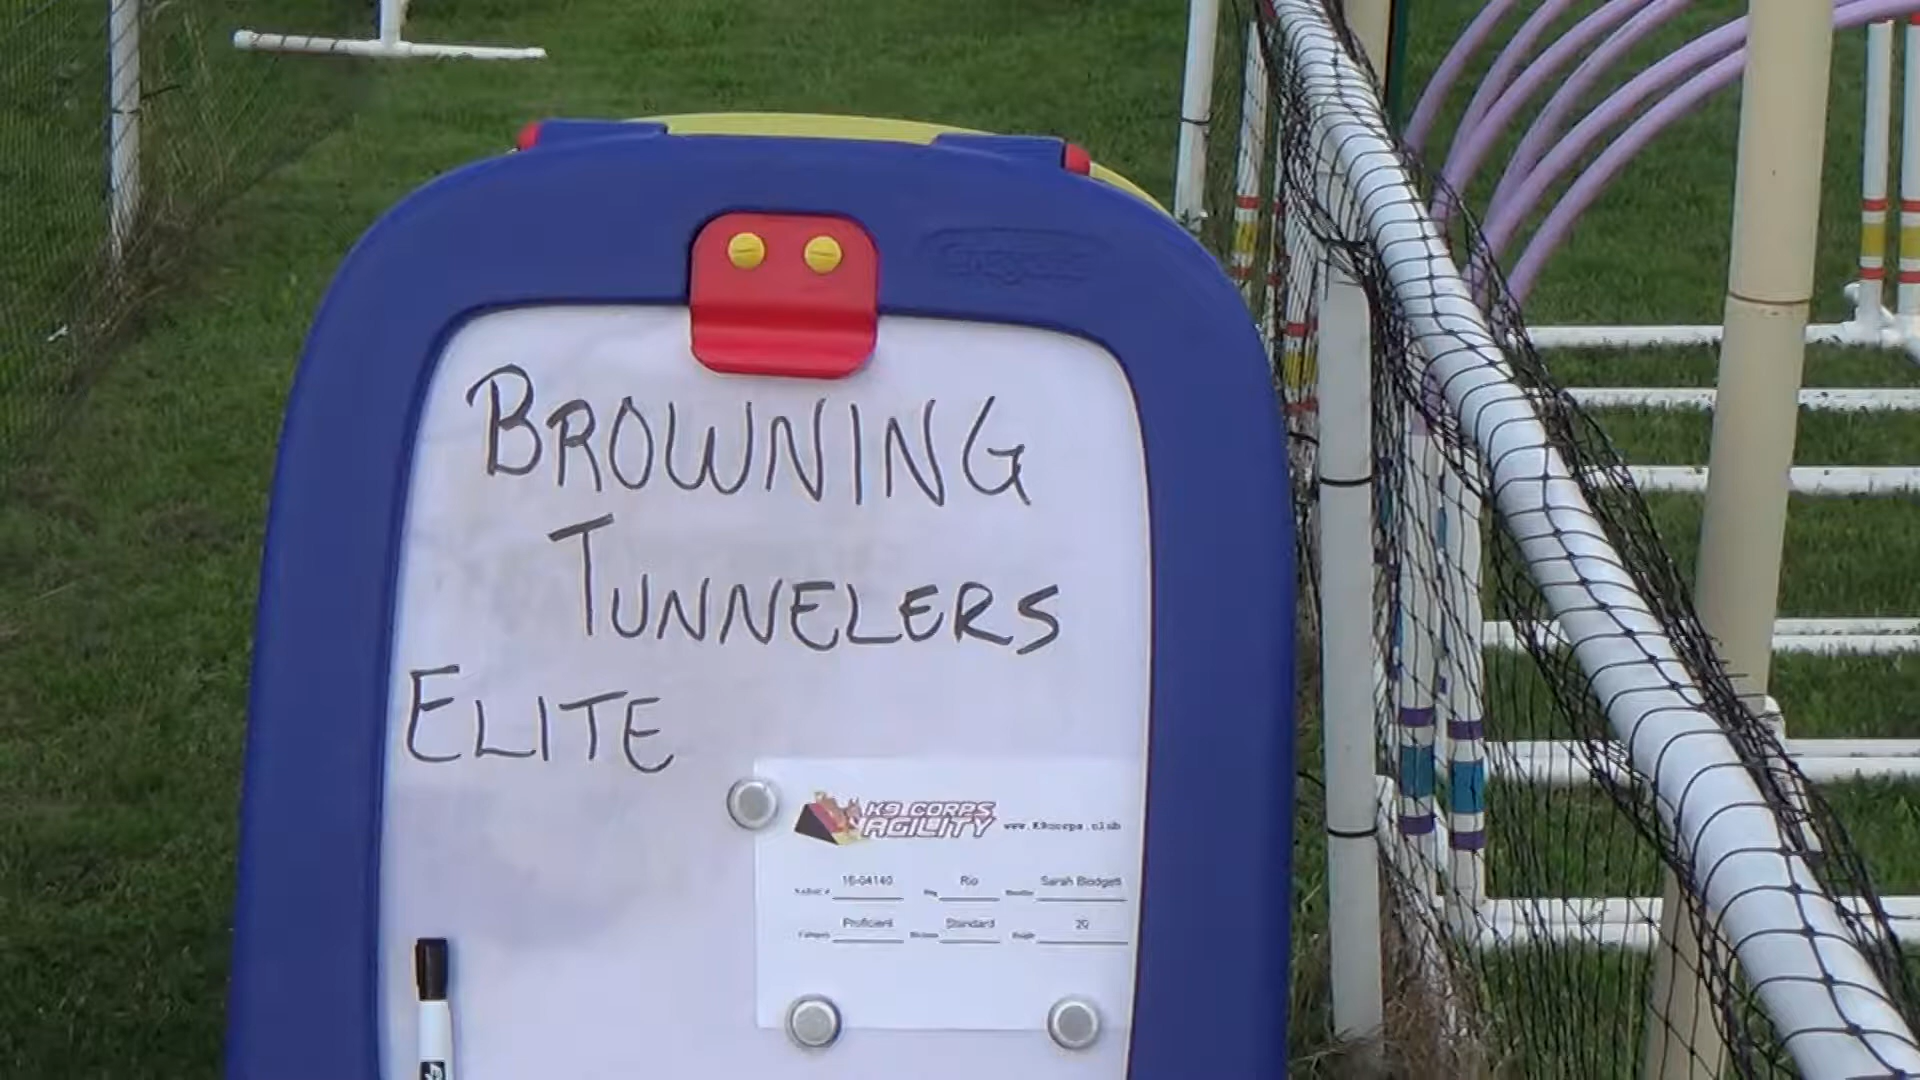 BROWNING
TUNNELERS
ELITE
K9 CORPS
AGILITY www.K9corps.club
16-04140 Rio Sarah Blodgett
Proficient Standard 20